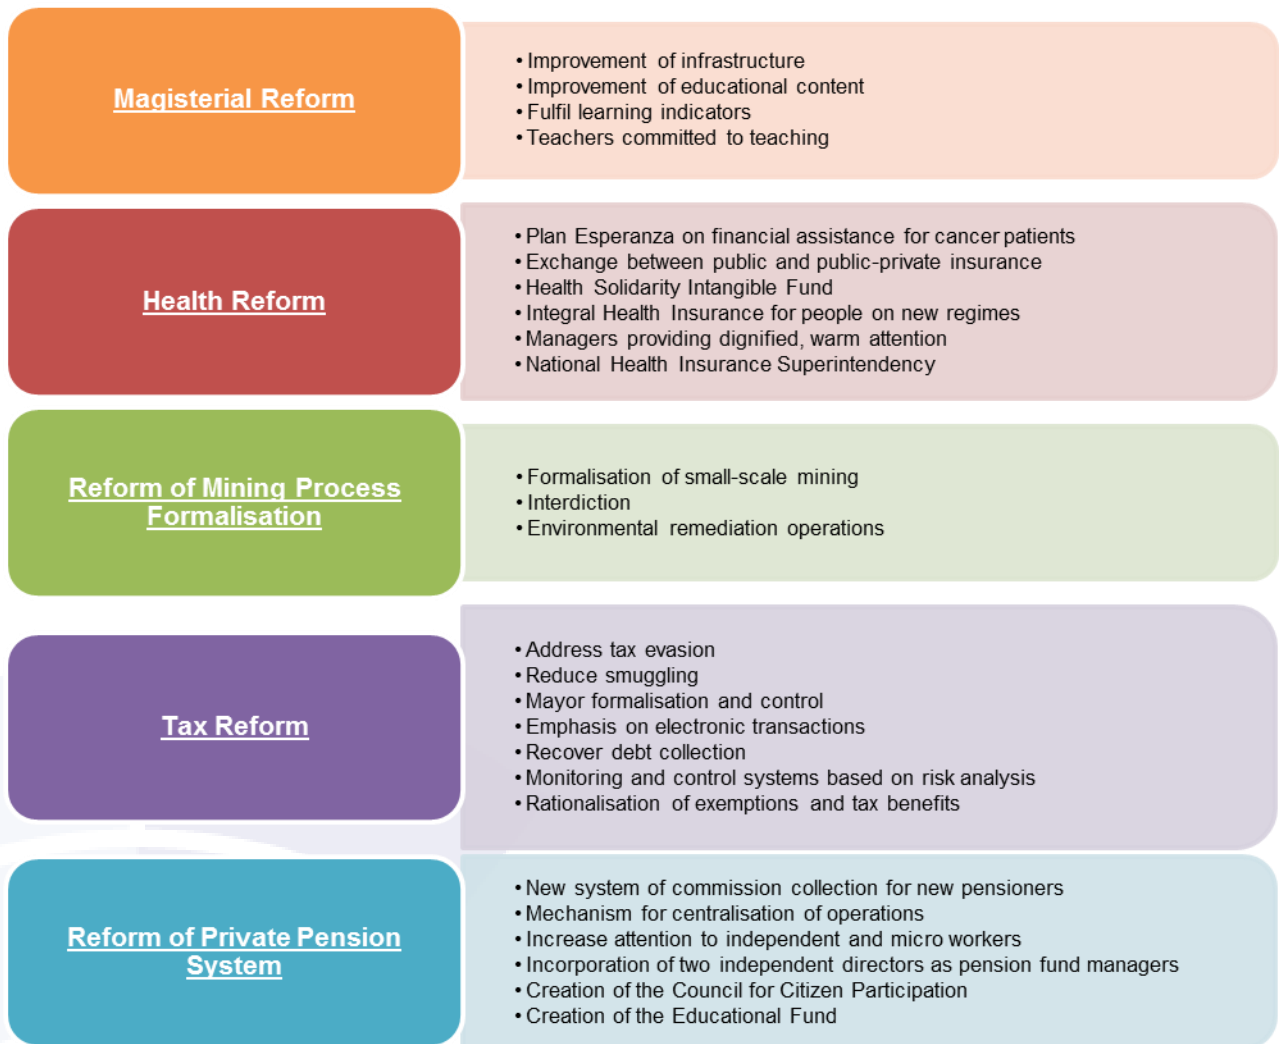 Magisterial Reform
• Improvement of infrastructure
• Improvement of educational content
• Fulfil learning indicators
• Teachers committed to teaching
Health Reform
• Plan Esperanza on financial assistance for cancer patients
• Exchange between public and public-private insurance
• Health Solidarity Intangible Fund
• Integral Health Insurance for people on new regimes
• Managers providing dignified, warm attention
• National Health Insurance Superintendency
Reform of Mining Process
Formalisation
• Formalisation of small-scale mining
• Interdiction
• Environmental remediation operations
Tax Reform
• Address tax evasion
• Reduce smuggling
• Mayor formalisation and control
• Emphasis on electronic transactions
• Recover debt collection
• Monitoring and control systems based on risk analysis
• Rationalisation of exemptions and tax benefits
Reform of Private Pension
System
• New system of commission collection for new pensioners
• Mechanism for centralisation of operations
• Increase attention to independent and micro workers
• Incorporation of two independent directors as pension fund managers
• Creation of the Council for Citizen Participation
• Creation of the Educational Fund